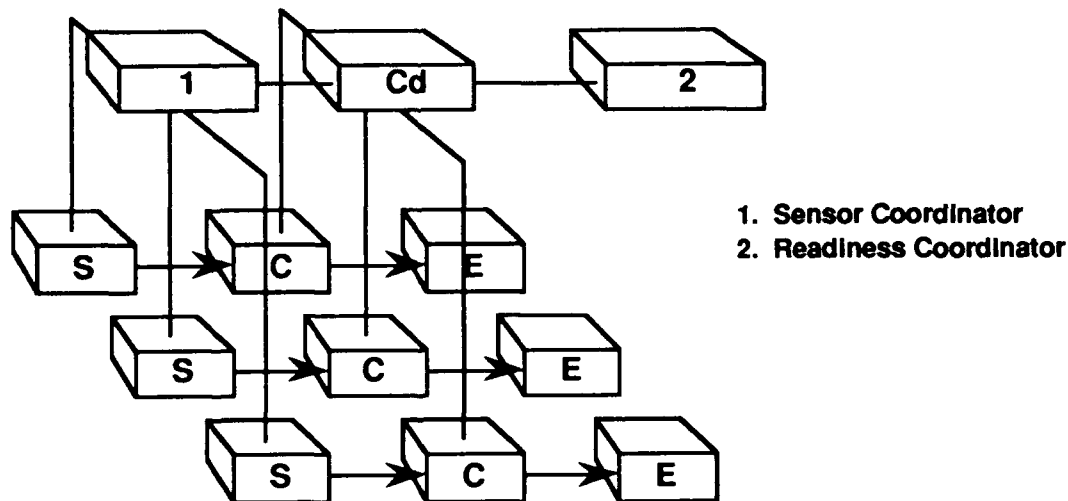 1 Cd 2
S C E
1. Sensor Coordinator
2. Readiness Coordinator
S C E
S C E